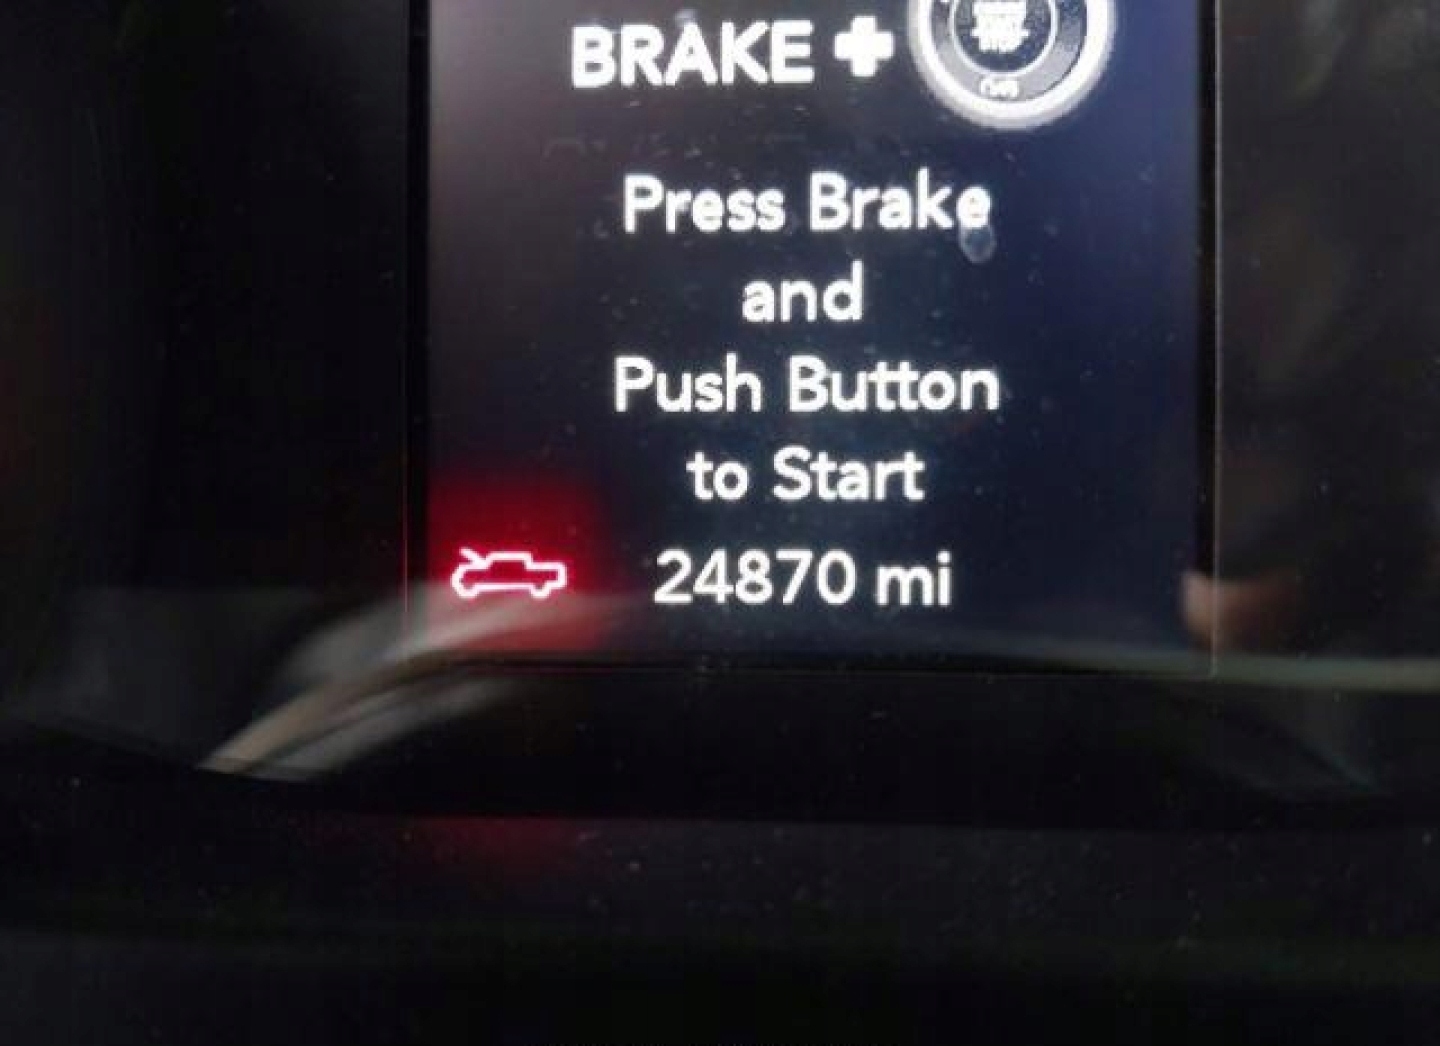 BRAKE +
Press Brake
and
Push Button
to Start
24870 mi